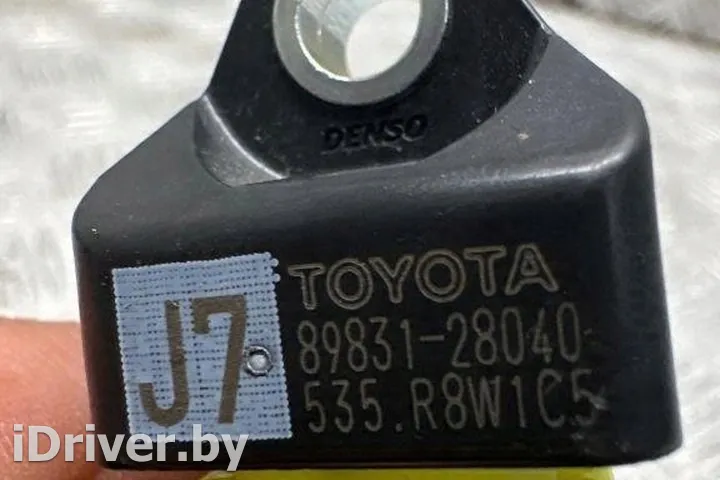 DENSO
TOYOTA
J7
89831-28040
535.R8W1C5
iDriver.by